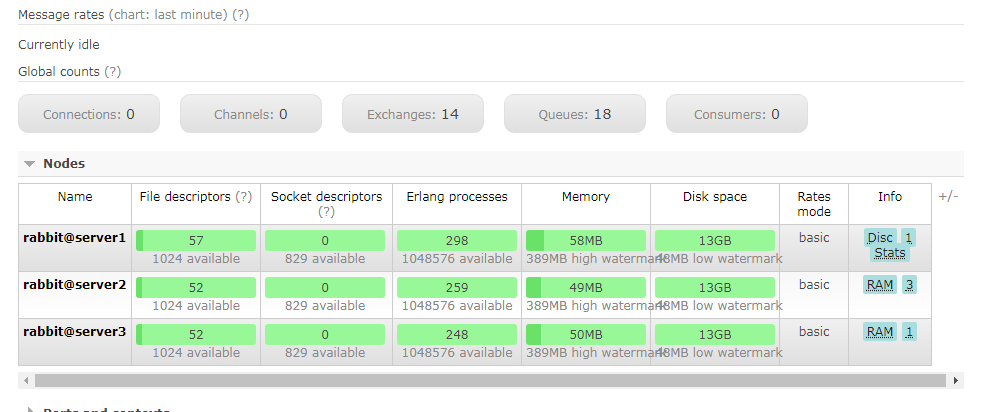 Message rates (chart: last minute) (?)
Currently idle
Global counts (?)
Connections: 0 Channels: 0 Exchanges: 14 Queues: 18 Consumers: 0
Nodes
Name File descriptors (?) Socket descriptors (?) Erlang processes Memory Disk space Rates mode Info +/-
rabbit@server1 57 0 298 58MB 13GB basic Disc 1
1024 available 829 available 1048576 available 389MB high watermark 48MB low watermark Stats
rabbit@server2 52 0 259 49MB 13GB basic RAM 3
1024 available 829 available 1048576 available 389MB high watermark 48MB low watermark
rabbit@server3 52 0 248 50MB 13GB basic RAM 1
1024 available 829 available 1048576 available 389MB high watermark 48MB low watermark
Ports and contexts